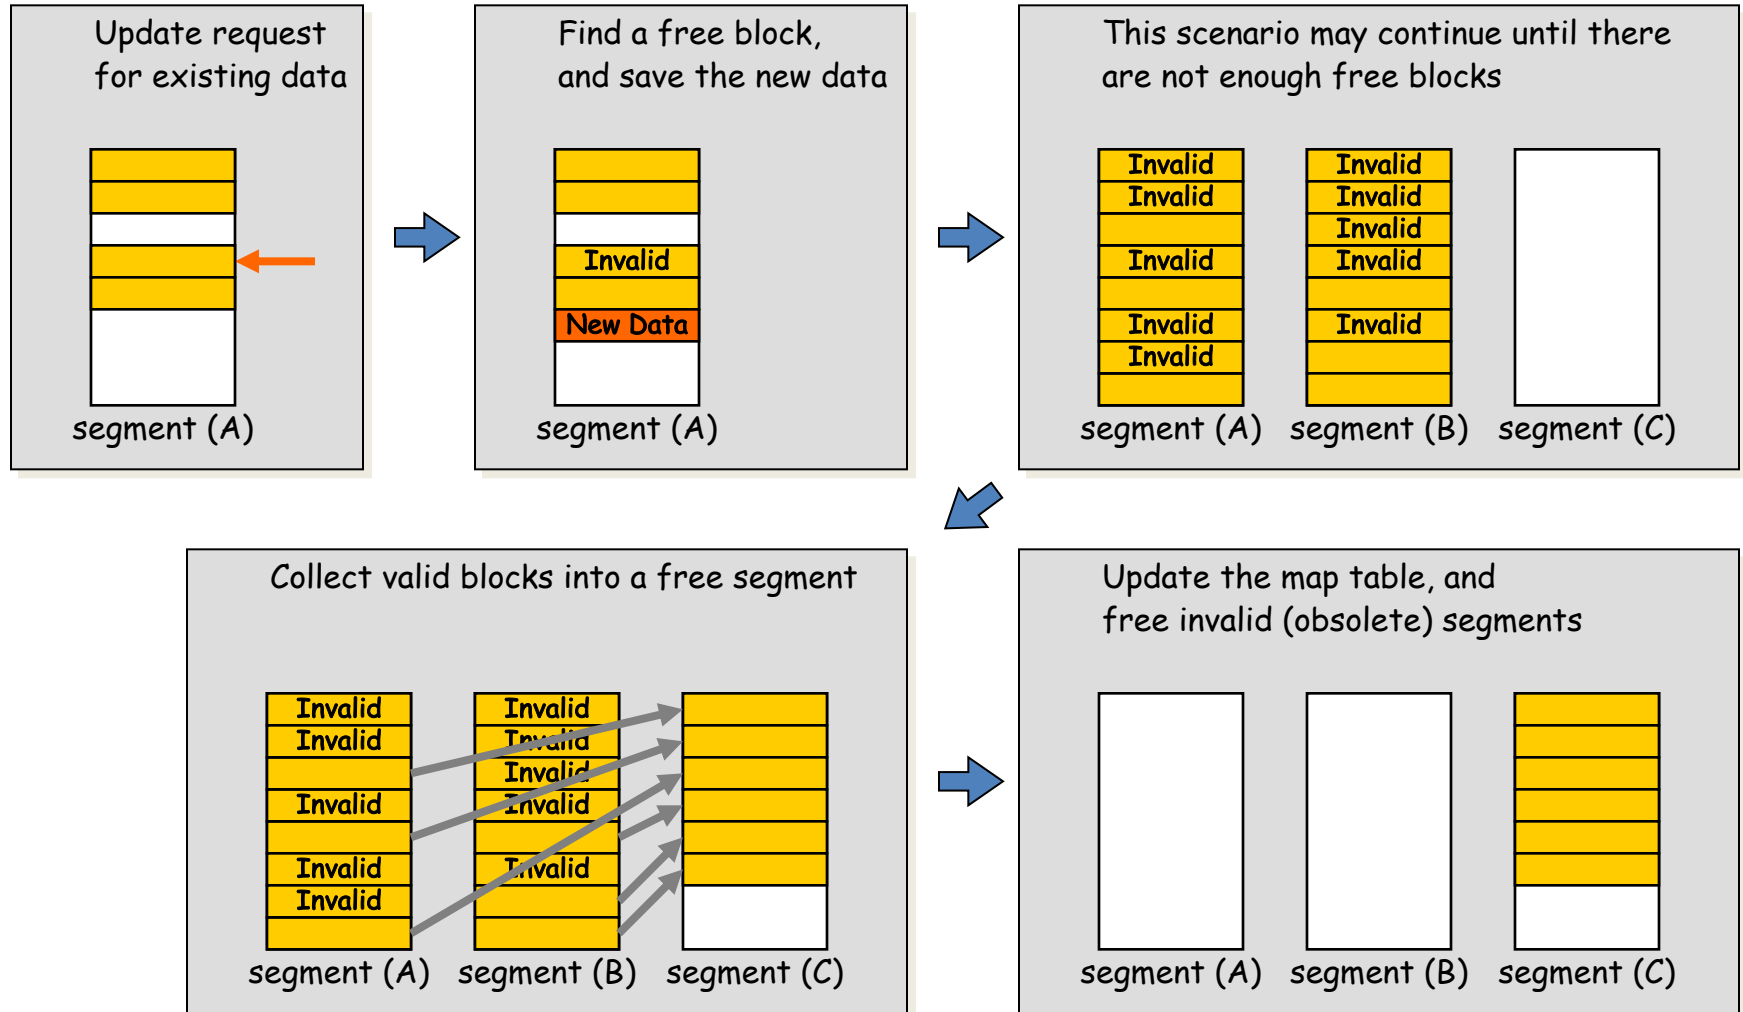 Update request
for existing data
segment (A)
Find a free block,
and save the new data
Invalid
New Data
segment (A)
This scenario may continue until there
are not enough free blocks
Invalid
Invalid
Invalid
Invalid
Invalid
segment (A)
Invalid
Invalid
Invalid
Invalid
Invalid
segment (B)
segment (C)
Collect valid blocks into a free segment
Invalid
Invalid
Invalid
Invalid
Invalid
segment (A)
Invalid
Invalid
Invalid
Invalid
Invalid
segment (B)
segment (C)
Update the map table, and
free invalid (obsolete) segments
segment (A)
segment (B)
segment (C)